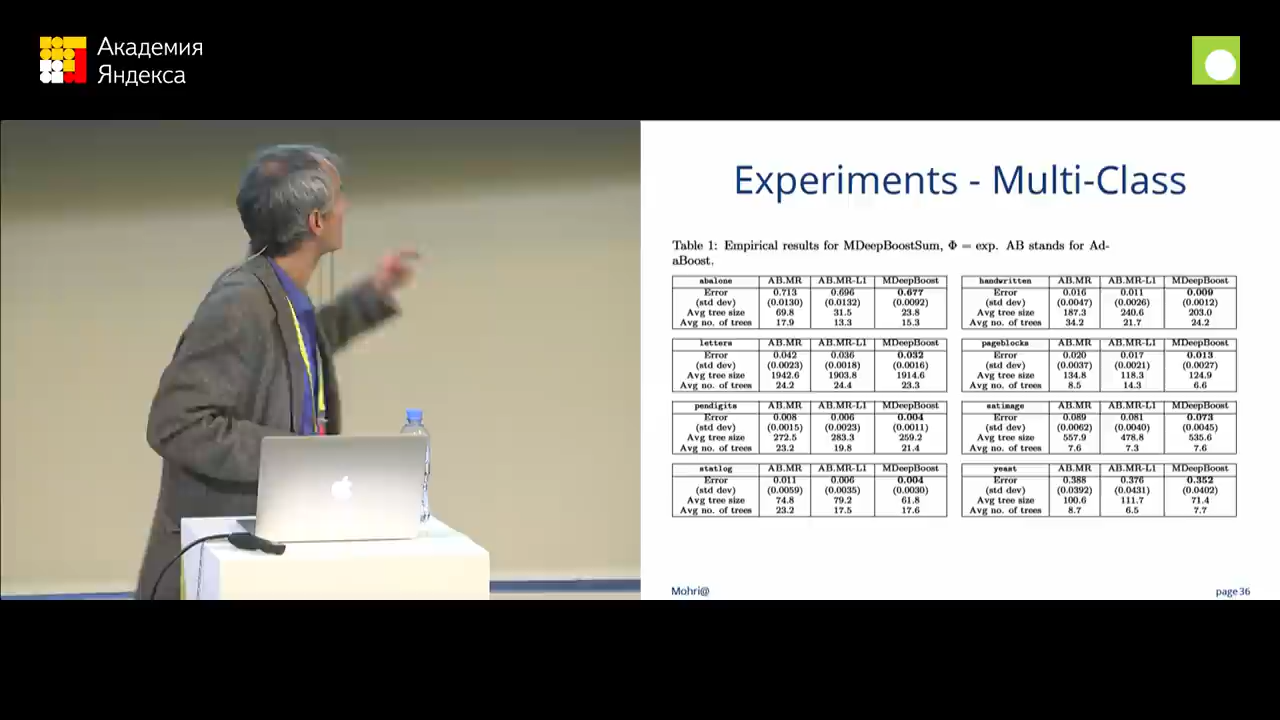 Академия
Яндекса
Experiments - Multi-Class
Table 1: Empirical results for MDeepBoostSum, Φ = exp. AB stands for Ad-
aBoost.
abalone AB.MR AB.MR-L1 MDeepBoost
Error 0.713 0.696 0.677
(std dev) (0.0130) (0.0132) (0.0092)
Avg tree size 69.8 31.5 23.8
Avg no. of trees 17.9 13.3 15.3
handwritten AB.MR AB.MR-L1 MDeepBoost
Error 0.016 0.011 0.009
(std dev) (0.0047) (0.0026) (0.0012)
Avg tree size 187.3 240.6 203.0
Avg no. of trees 34.2 21.7 24.2
letters AB.MR AB.MR-L1 MDeepBoost
Error 0.042 0.036 0.032
(std dev) (0.0023) (0.0018) (0.0016)
Avg tree size 1942.6 1903.8 1914.6
Avg no. of trees 24.2 24.4 23.3
pageblocks AB.MR AB.MR-L1 MDeepBoost
Error 0.020 0.017 0.013
(std dev) (0.0037) (0.0021) (0.0027)
Avg tree size 134.8 118.3 124.9
Avg no. of trees 8.5 14.3 6.6
pendigits AB.MR AB.MR-L1 MDeepBoost
Error 0.008 0.006 0.004
(std dev) (0.0015) (0.0023) (0.0011)
Avg tree size 272.5 283.3 259.2
Avg no. of trees 23.2 19.8 21.4
satimage AB.MR AB.MR-L1 MDeepBoost
Error 0.089 0.081 0.073
(std dev) (0.0062) (0.0040) (0.0045)
Avg tree size 557.9 478.8 535.6
Avg no. of trees 7.6 7.3 7.6
statlog AB.MR AB.MR-L1 MDeepBoost
Error 0.011 0.006 0.004
(std dev) (0.0059) (0.0035) (0.0030)
Avg tree size 74.8 79.2 61.8
Avg no. of trees 23.2 17.5 17.6
yeast AB.MR AB.MR-L1 MDeepBoost
Error 0.388 0.376 0.352
(std dev) (0.0392) (0.0431) (0.0402)
Avg tree size 100.6 111.7 71.4
Avg no. of trees 8.7 6.5 7.7
Mohri@
page 36